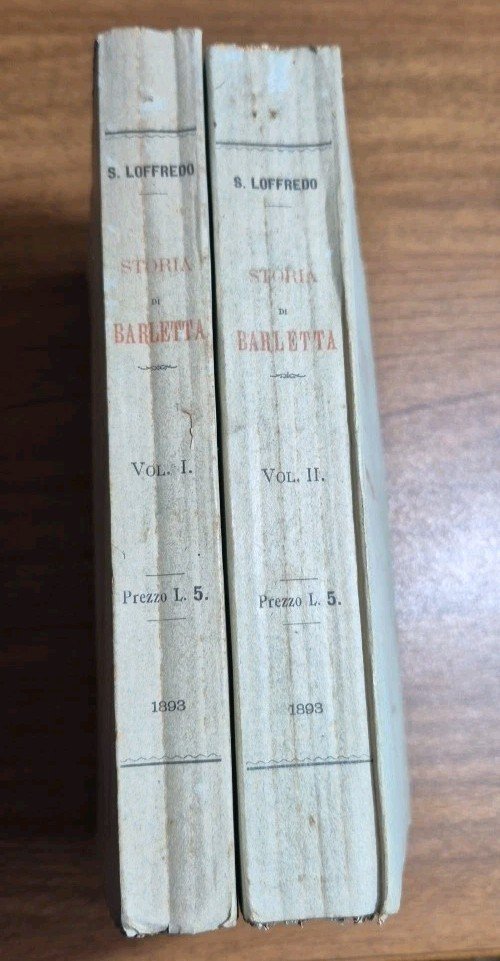 S. LOFFREDO
STORIA
DI
BARLETTA
VOL. I.
Prezzo L. 5.
1893
S. LOFFREDO
STORIA
DI
BARLETTA
VOL. II.
Prezzo L. 5.
1893